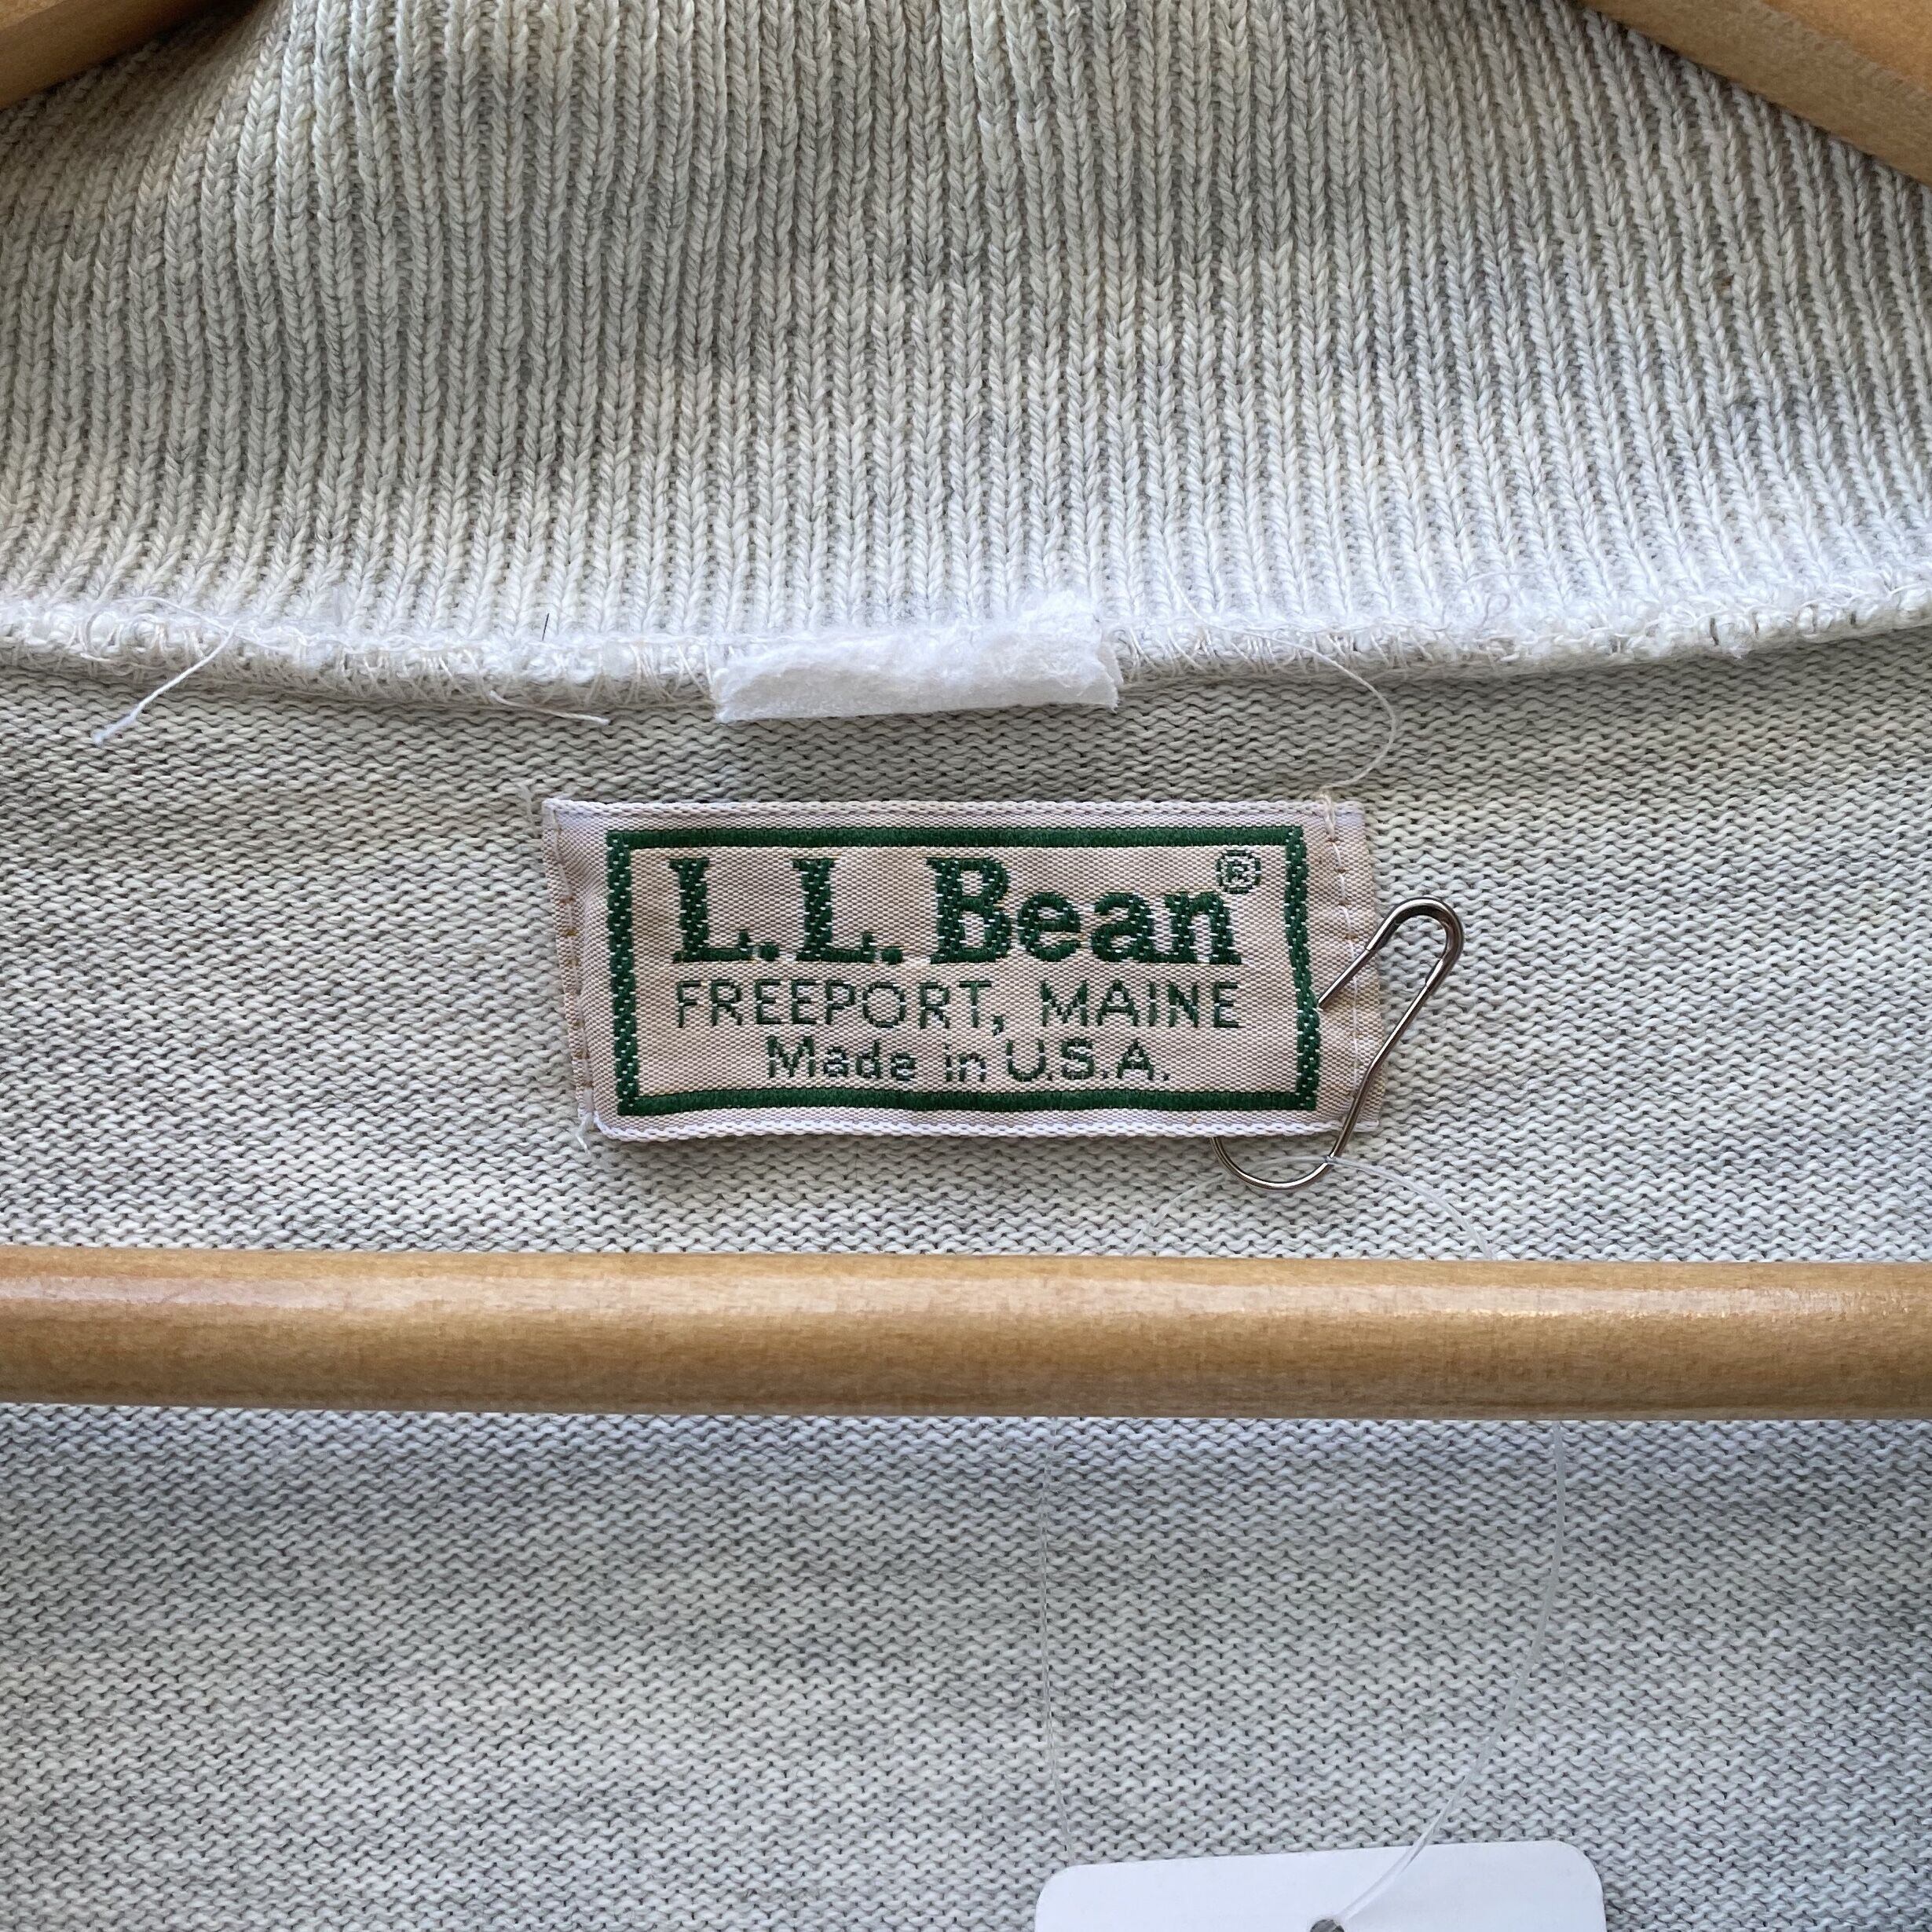 L.L.Bean®
FREEPORT, MAINE
Made in U.S.A.